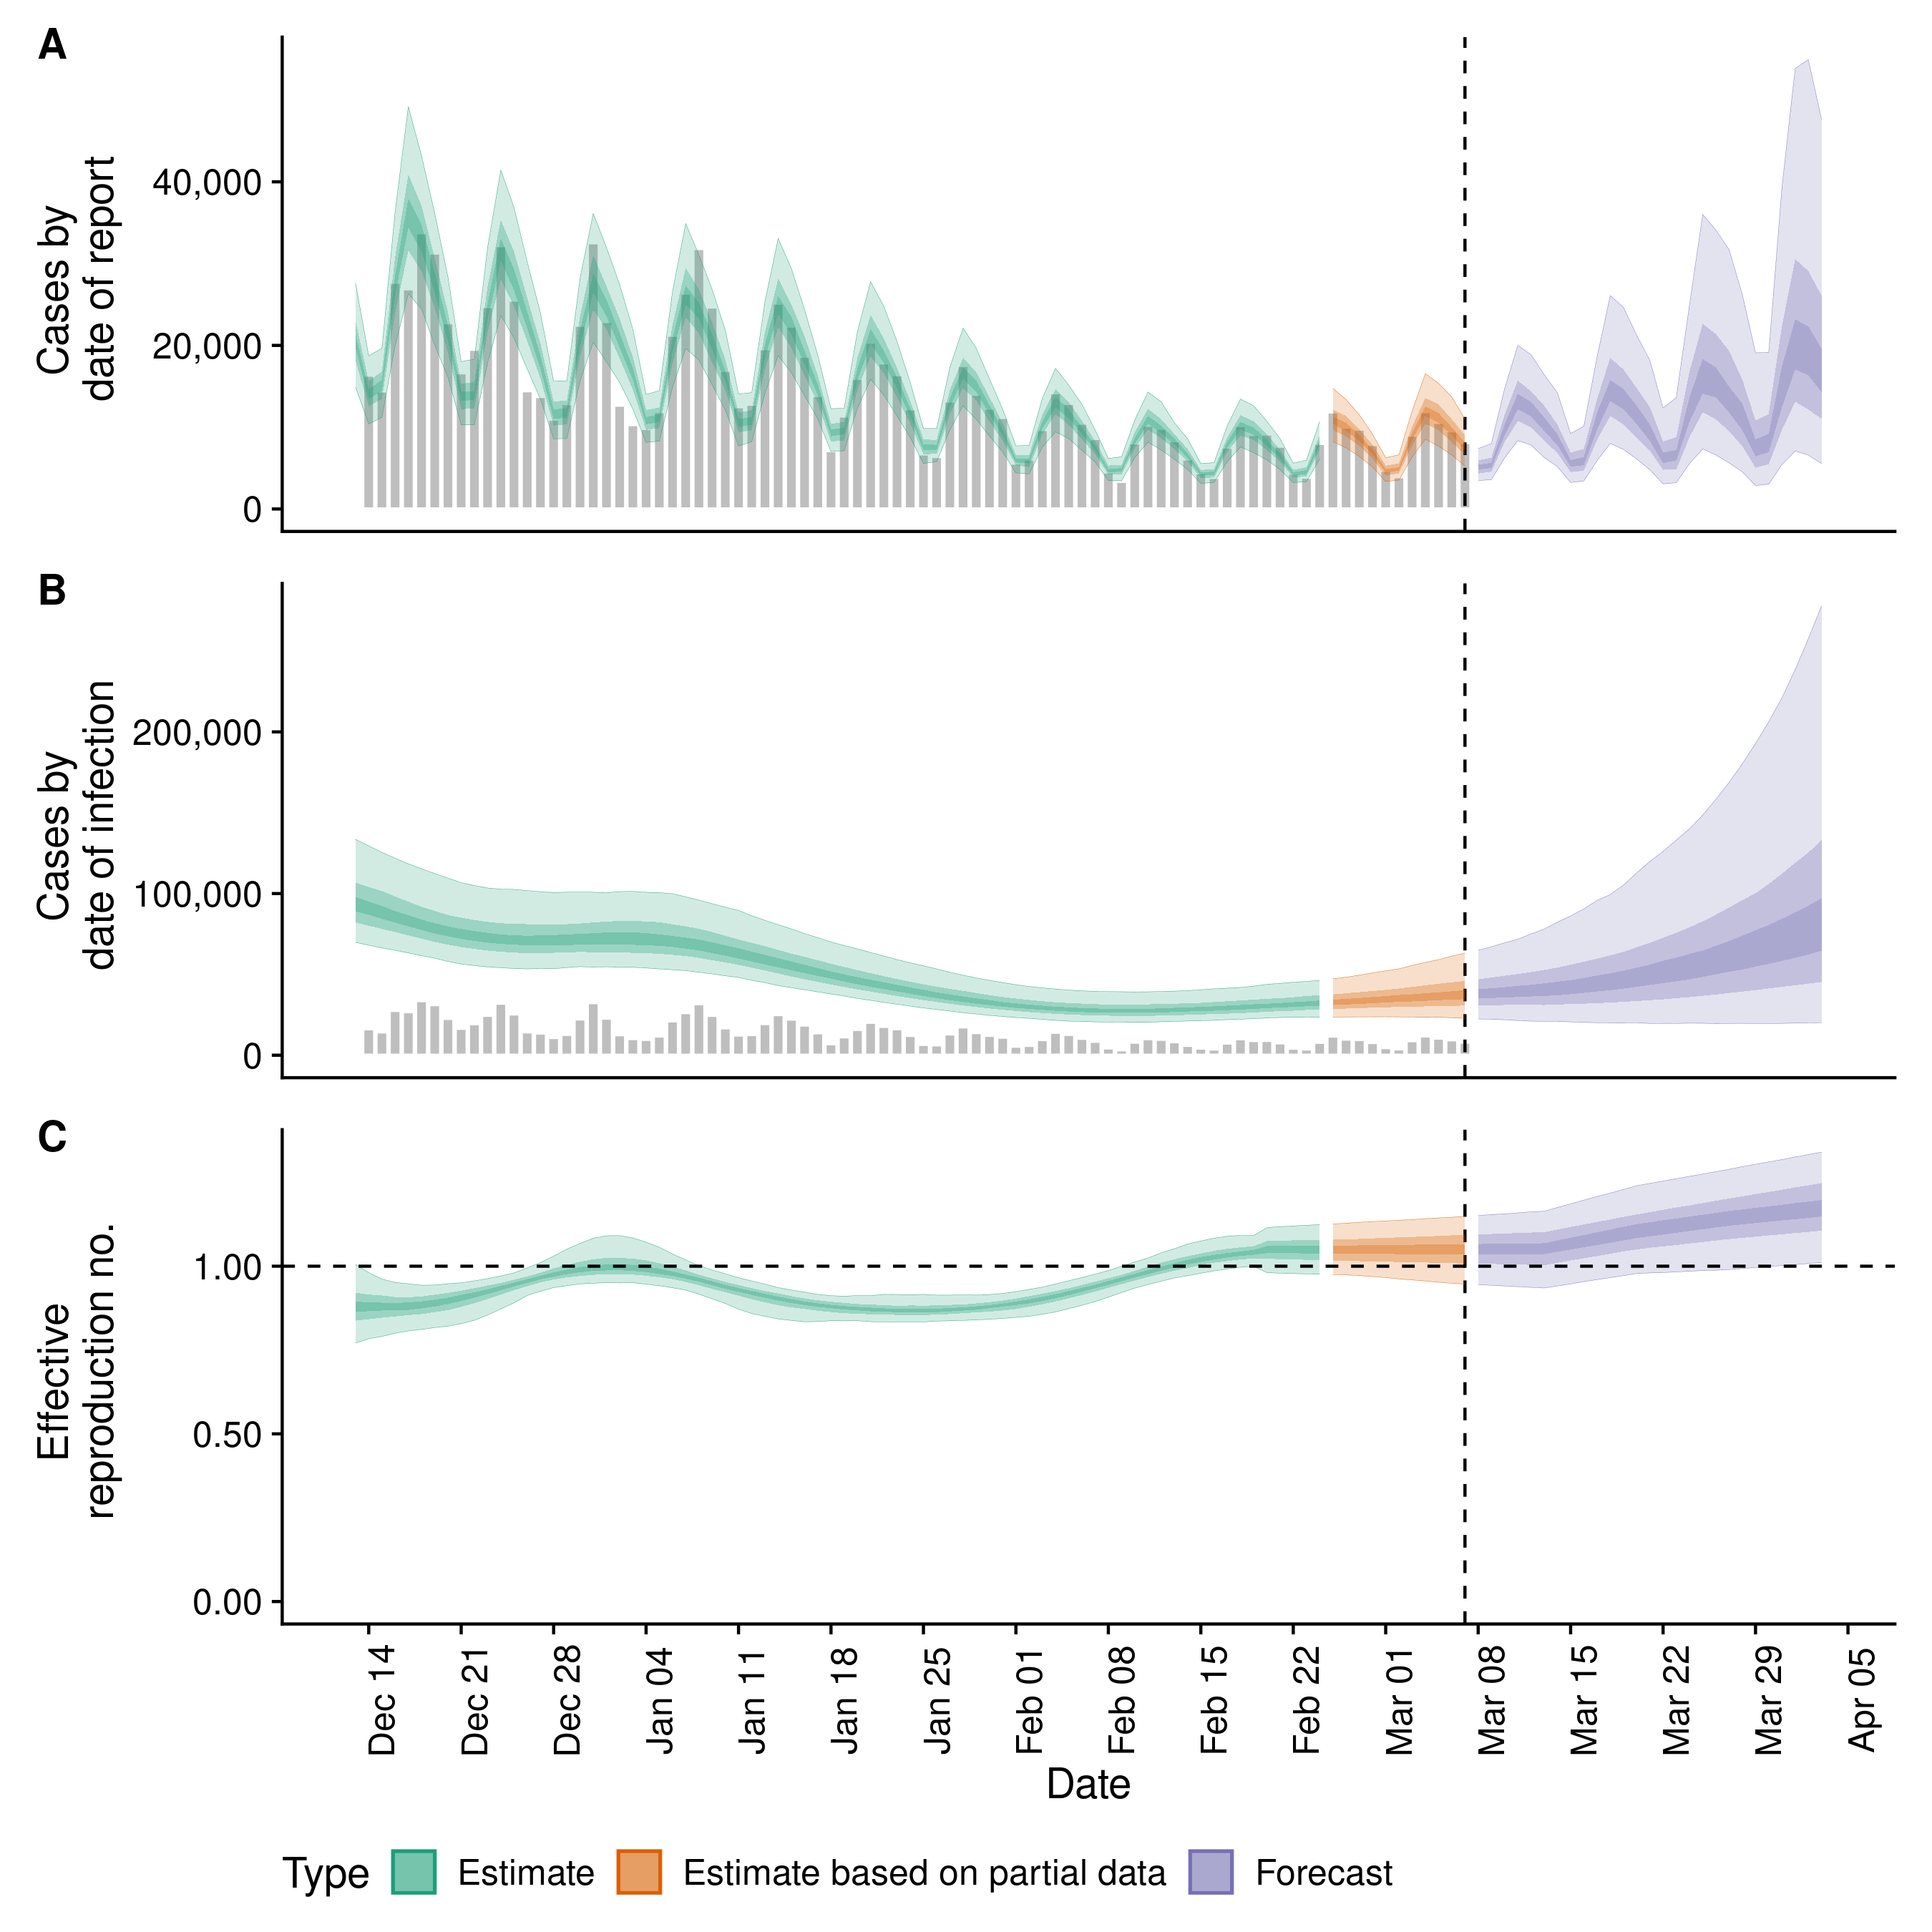 A
Cases by
date of report
40,000
20,000
0
B
Cases by
date of infection
200,000
100,000
0
C
Effective
reproduction no.
1.00
0.50
0.00
Dec 14
Dec 21
Dec 28
Jan 04
Jan 11
Jan 18
Jan 25
Feb 01
Feb 08
Feb 15
Feb 22
Mar 01
Mar 08
Mar 15
Mar 22
Mar 29
Apr 05
Date
Type Estimate Estimate based on partial data Forecast